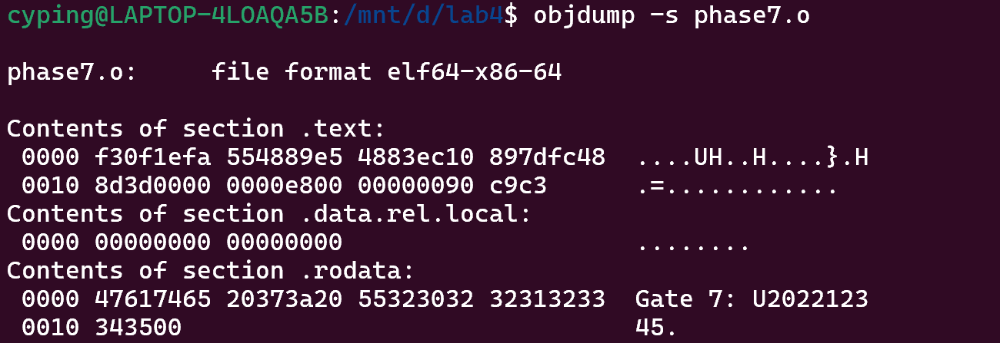 cyping@LAPTOP-4LOAQA5B:/mnt/d/lab4$ objdump -s phase7.o
phase7.o:     file format elf64-x86-64
Contents of section .text:
 0000 f30f1efa 554889e5 4883ec10 897dfc48  ....UH..H....}.H
 0010 8d3d0000 0000e800 00000090 c9c3      .=............
Contents of section .data.rel.local:
 0000 00000000 00000000                    ........
Contents of section .rodata:
 0000 47617465 20373a20 55323032 32313233  Gate 7: U2022123
 0010 343500                               45.